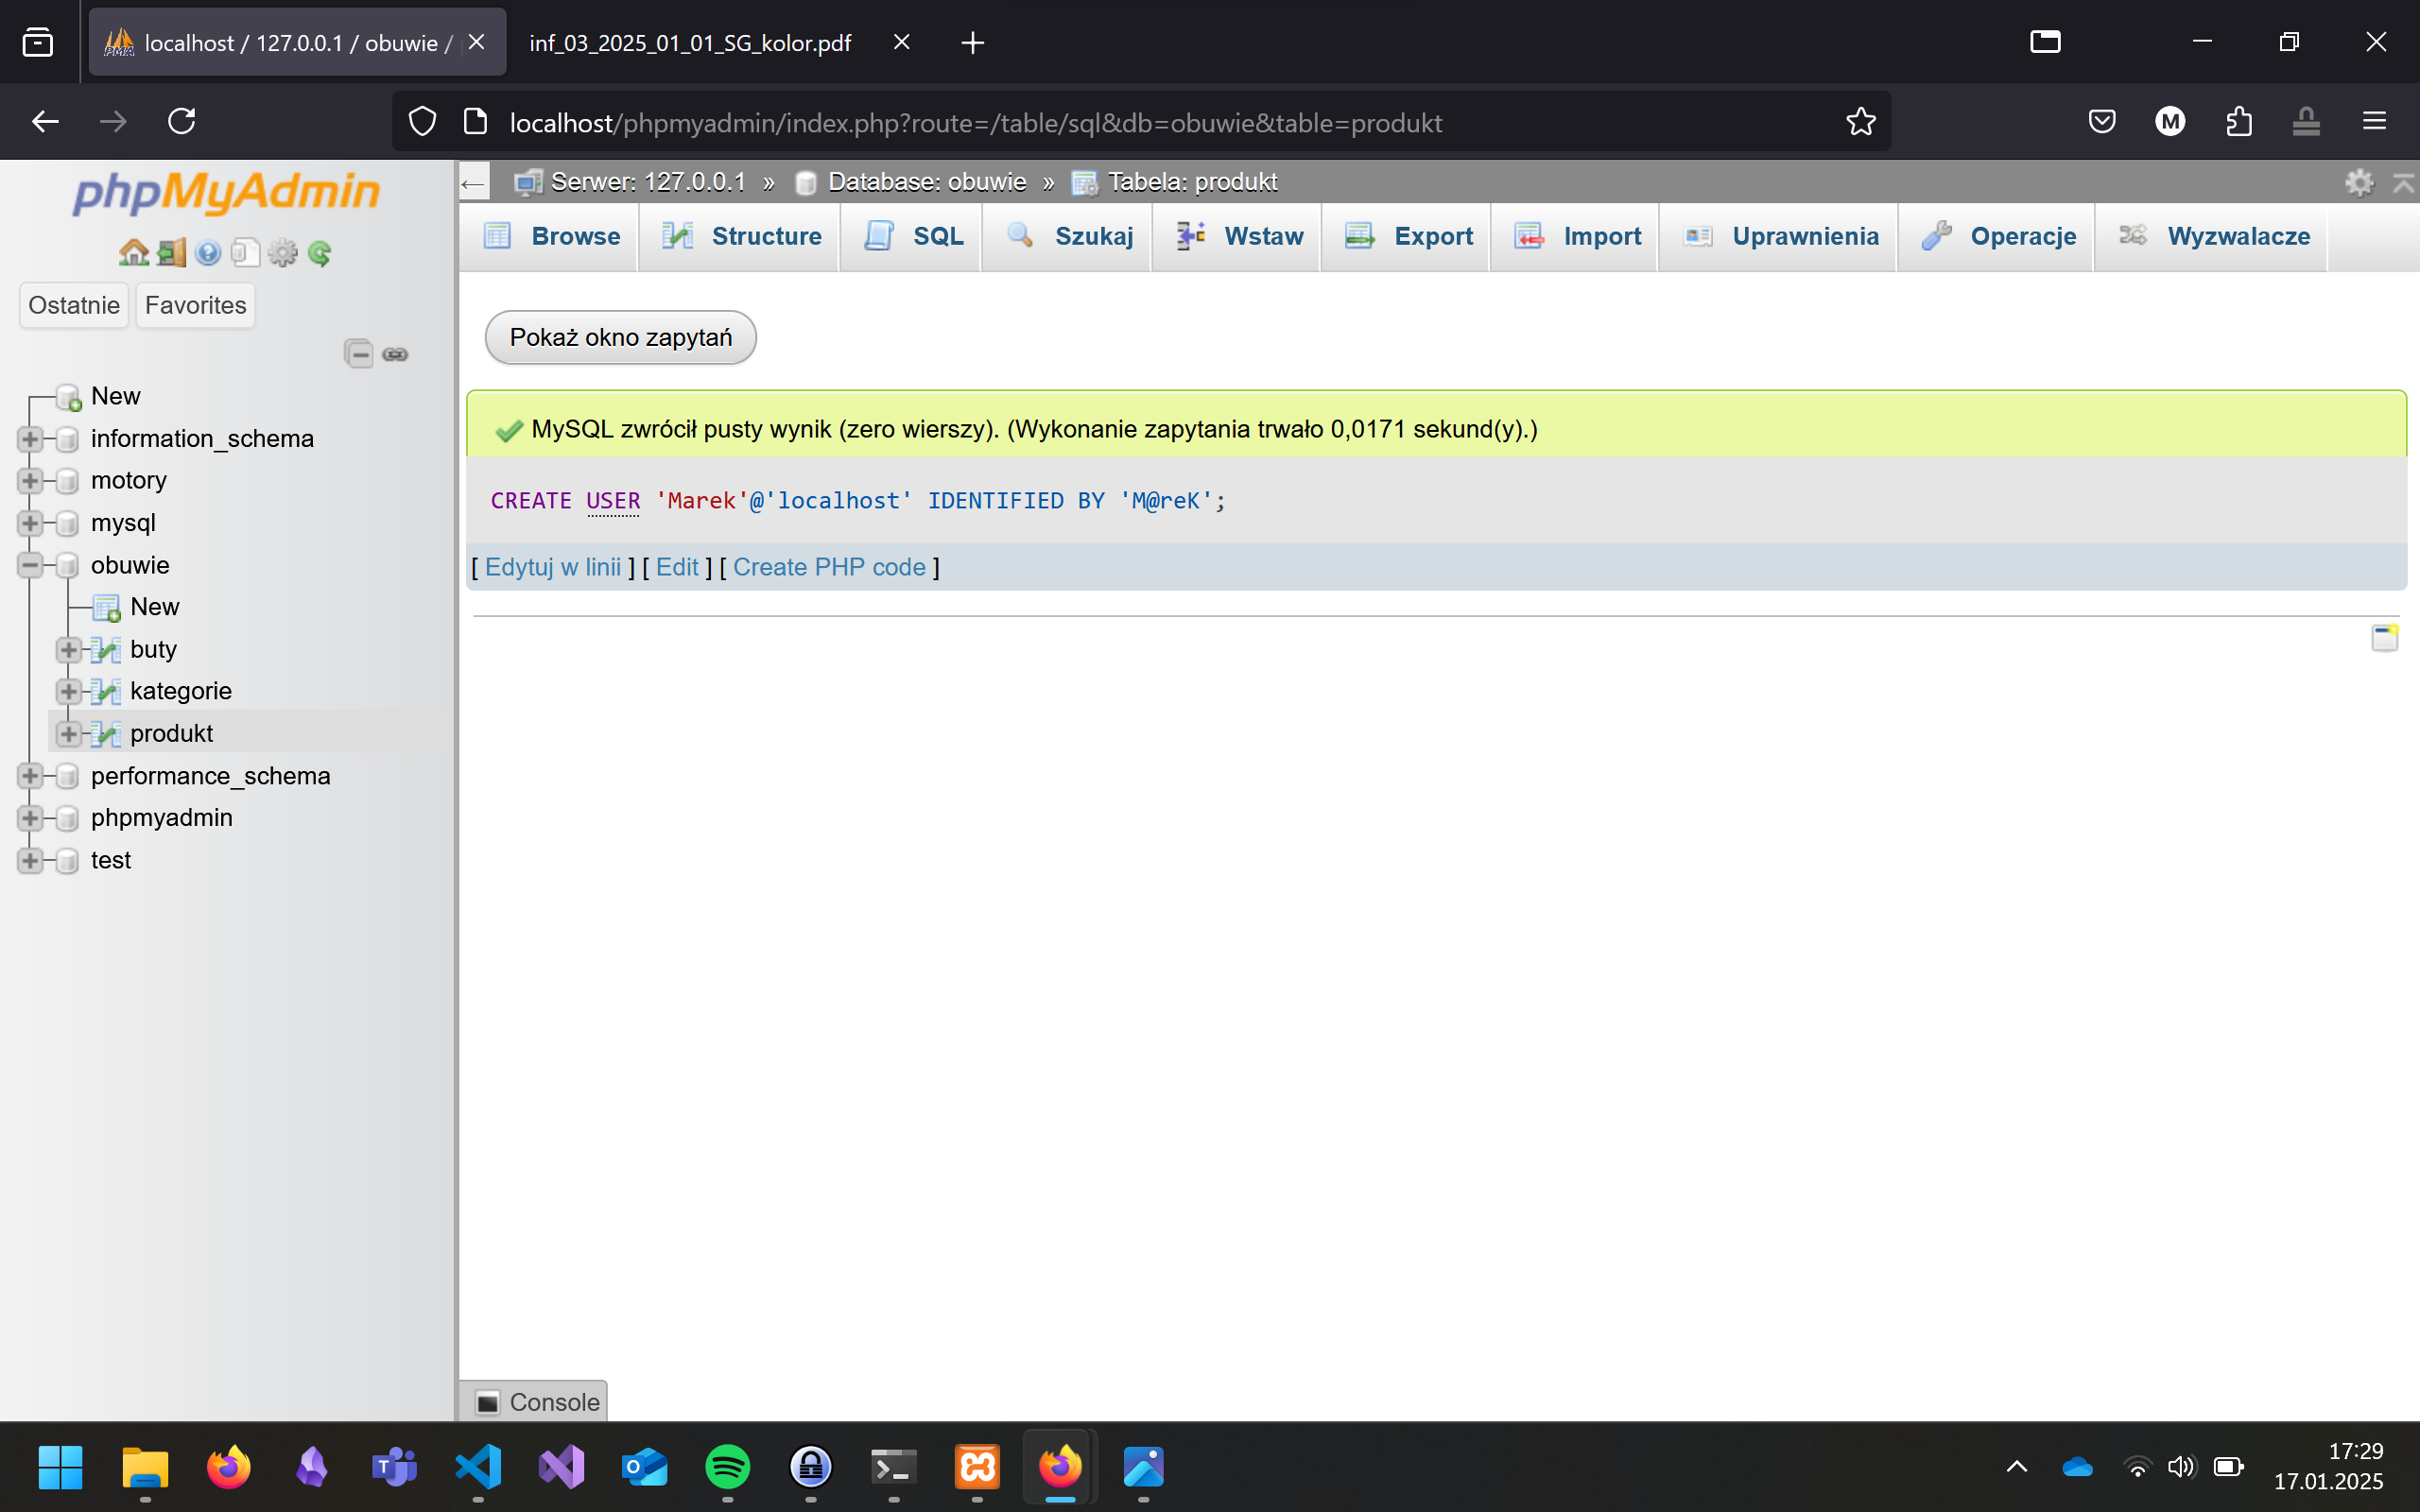 localhost / 127.0.0.1 / obuwie /
inf_03_2025_01_01_SG_kolor.pdf
localhost/phpmyadmin/index.php?route=/table/sql&db=obuwie&table=produkt
M
phpMyAdmin
Ostatnie Favorites
New
information_schema
motory
mysql
obuwie
New
buty
kategorie
produkt
performance_schema
phpmyadmin
test
Serwer: 127.0.0.1 » Database: obuwie » Tabela: produkt
Browse Structure SQL Szukaj Wstaw Export Import Uprawnienia Operacje Wyzwalacze
Pokaż okno zapytań
MySQL zwrócił pusty wynik (zero wierszy). (Wykonanie zapytania trwało 0,0171 sekund(y).)
CREATE USER 'Marek'@'localhost' IDENTIFIED BY 'M@reK';
[ Edytuj w linii ] [ Edit ] [ Create PHP code ]
Console
17:29
17.01.2025